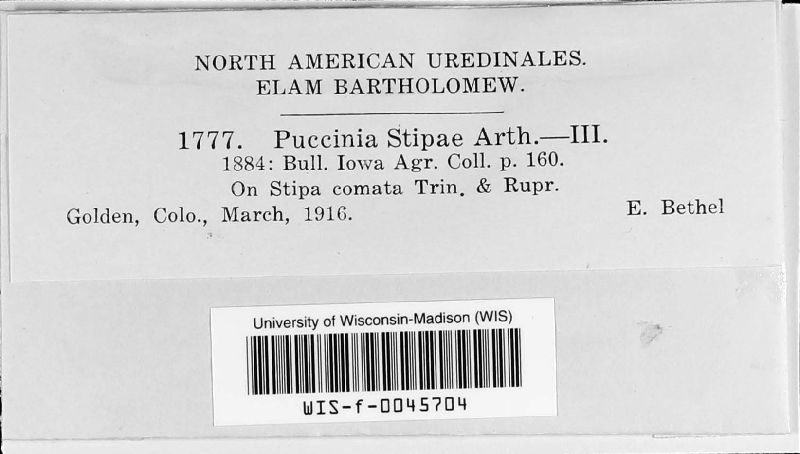 NORTH AMERICAN UREDINALES.
ELAM BARTHOLOMEW.
1777. Puccinia Stipae Arth.—III.
1884: Bull. Iowa Agr. Coll. p. 160.
On Stipa comata Trin. & Rupr.
Golden, Colo., March, 1916. E. Bethel
University of Wisconsin-Madison (WIS)
WIS-f-0045704